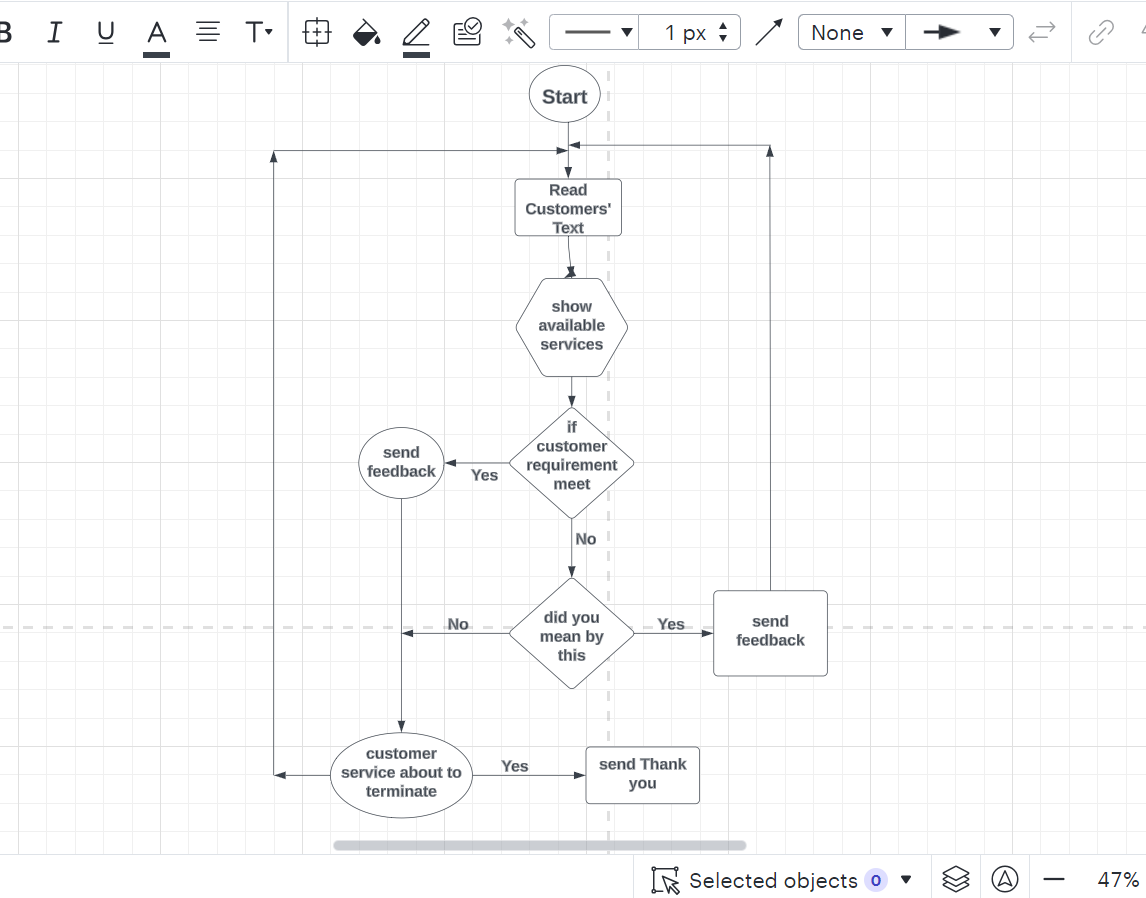 B I U A T
1 px
None
Start
Read
Customers'
Text
show
available
services
if
customer
requirement
meet
send
feedback
Yes
No
did you
mean by
this
No
Yes
send
feedback
customer
service about to
terminate
Yes
send Thank
you
Selected objects 0
47%